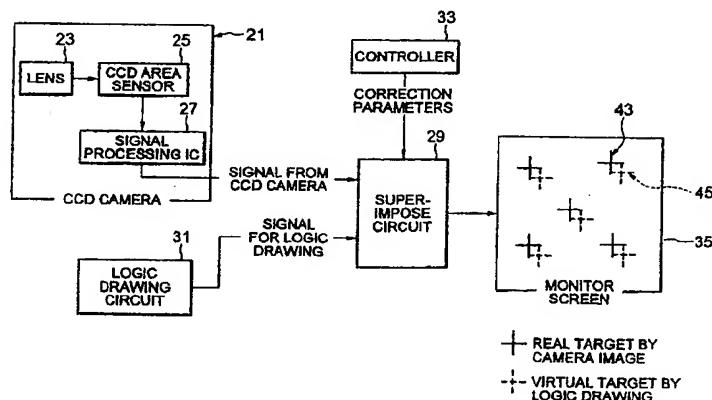 21
23
25
LENS
CCD AREA
SENSOR
27
SIGNAL
PROCESSING IC
CCD CAMERA
33
CONTROLLER
CORRECTION
PARAMETERS
29
SIGNAL FROM
CCD CAMERA
SUPER-
IMPOSE
CIRCUIT
SIGNAL
FOR LOGIC
DRAWING
31
LOGIC
DRAWING
CIRCUIT
43
45
35
MONITOR
SCREEN
REAL TARGET BY
CAMERA IMAGE
VIRTUAL TARGET BY
LOGIC DRAWING